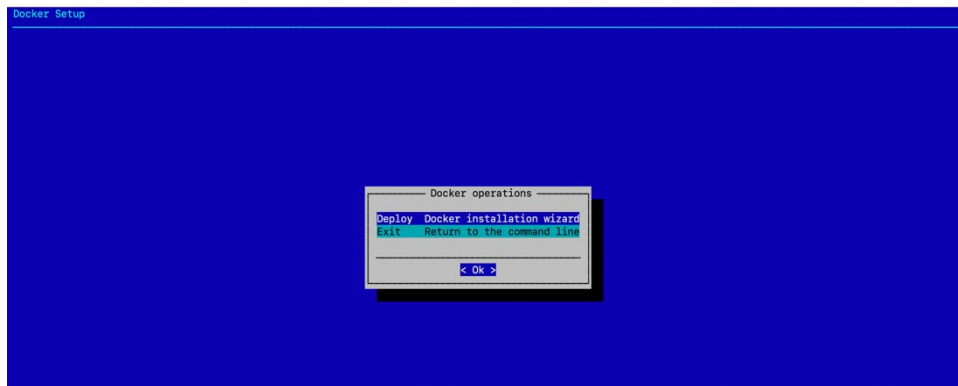 Docker Setup
Docker operations
Deploy Docker installation wizard
Exit Return to the command line
< Ok >